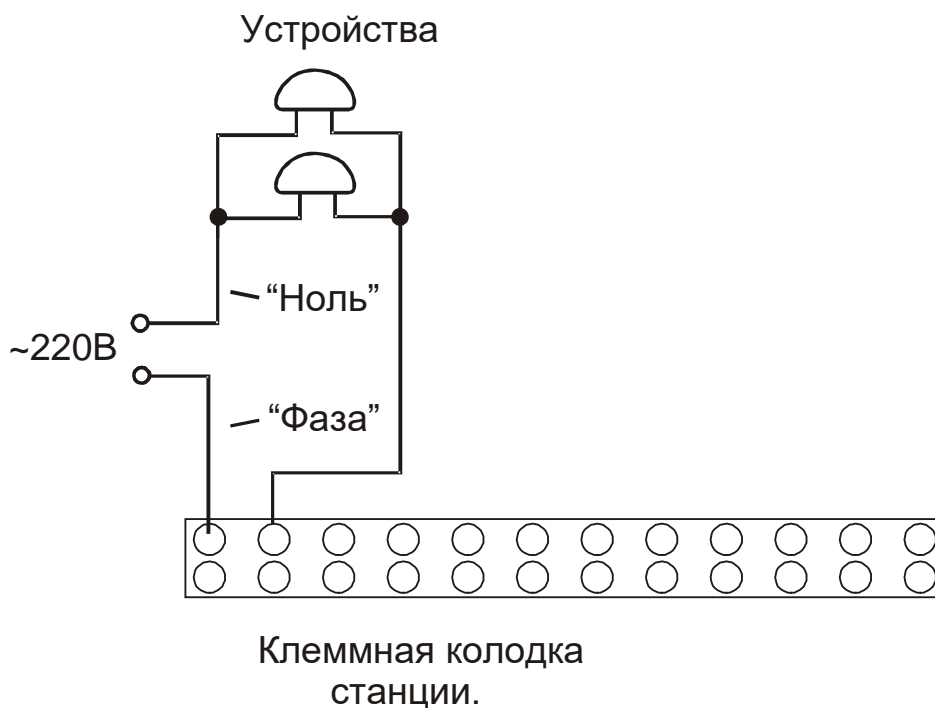 Устройства
“Ноль”
~220В
“Фаза”
Клеммная колодка
станции.